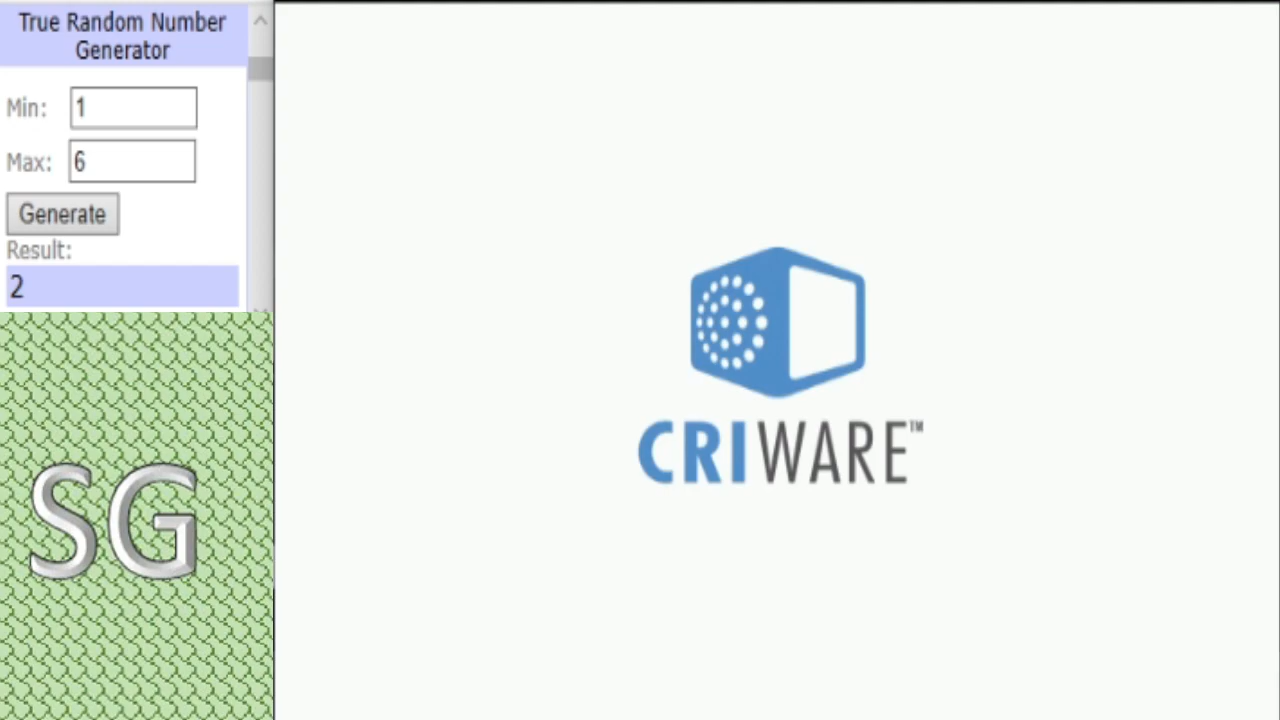 True Random Number
Generator
Min: 1
Max: 6
Generate
Result:
2
SG
CRIWARE™